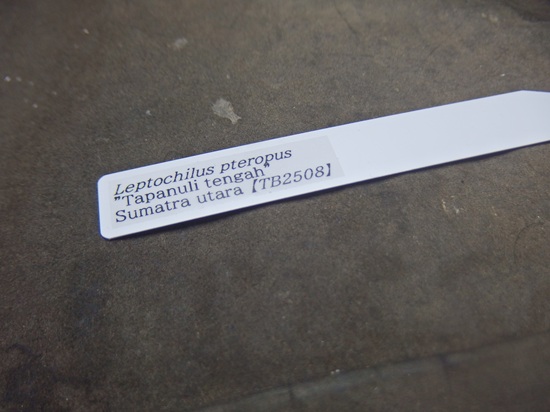 Leptochilus pteropus
"Tapanuli tengah"
Sumatra utara【TB2508】